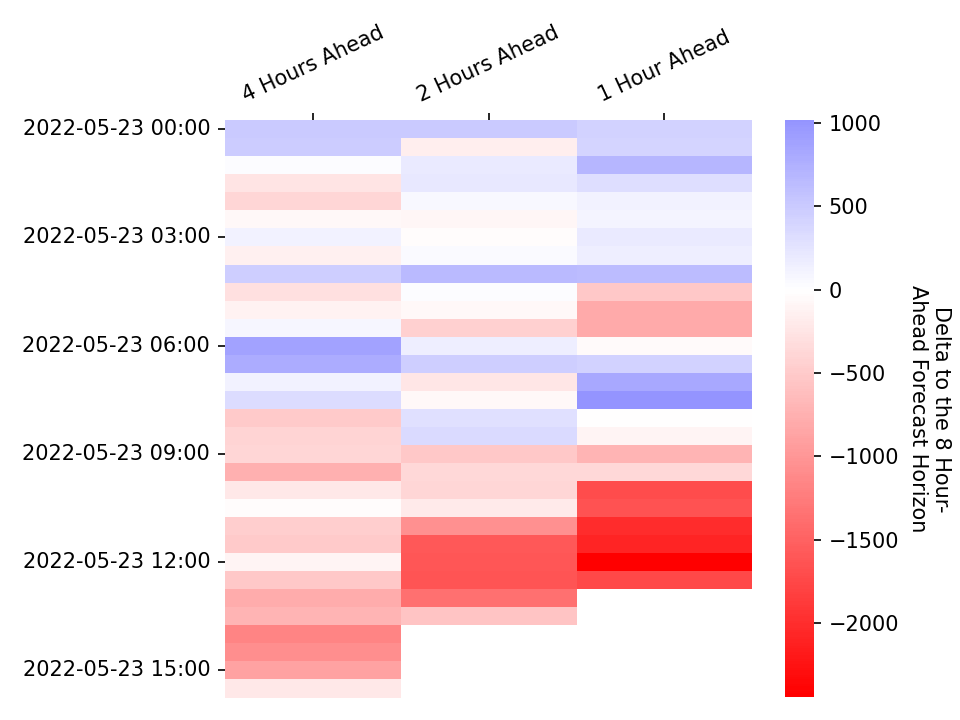 4 Hours Ahead
2 Hours Ahead
1 Hour Ahead
2022-05-23 00:00
2022-05-23 03:00
2022-05-23 06:00
2022-05-23 09:00
2022-05-23 12:00
2022-05-23 15:00
1000
500
0
−500
−1000
−1500
−2000
Delta to the 8 Hour-
Ahead Forecast Horizon